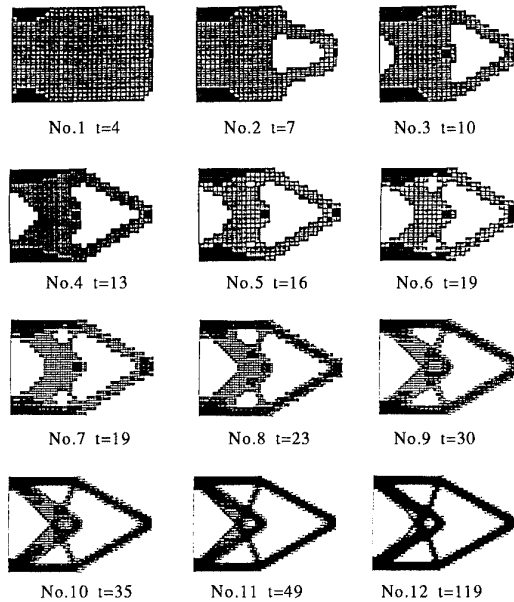 No.1 t=4
No.2 t=7
No.3 t=10
No.4 t=13
No.5 t=16
No.6 t=19
No.7 t=19
No.8 t=23
No.9 t=30
No.10 t=35
No.11 t=49
No.12 t=119